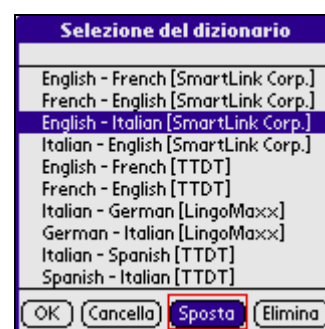 Selezione del dizionario
English - French [SmartLink Corp.]
French - English [SmartLink Corp.]
English - Italian [SmartLink Corp.]
Italian - English [SmartLink Corp.]
English - French [TTDT]
French - English [TTDT]
Italian - German [LingoMaxx]
German - Italian [LingoMaxx]
Italian - Spanish [TTDT]
Spanish - Italian [TTDT]
OK Cancella Sposta Elimina